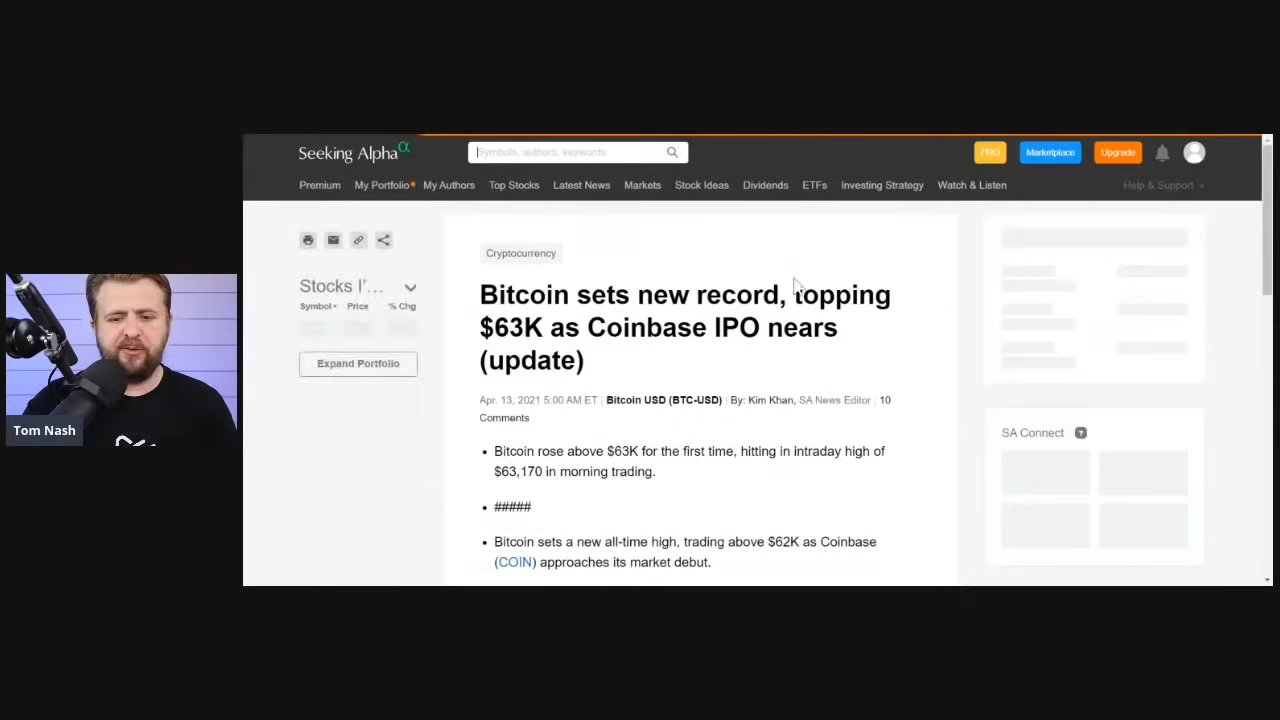 Seeking Alpha α
Symbols, authors, keywords
PRO
Marketplace
Upgrade
Premium
My Portfolio
My Authors
Top Stocks
Latest News
Markets
Stock Ideas
Dividends
ETFs
Investing Strategy
Watch & Listen
Help & Support
Stocks I'...
Symbol
Price
% Chg
Expand Portfolio
Cryptocurrency
Bitcoin sets new record, topping
$63K as Coinbase IPO nears
(update)
Apr. 13, 2021 5:00 AM ET | Bitcoin USD (BTC-USD) | By: Kim Khan, SA News Editor | 10
Comments
• Bitcoin rose above $63K for the first time, hitting in intraday high of
$63,170 in morning trading.
• #####
• Bitcoin sets a new all-time high, trading above $62K as Coinbase
(COIN) approaches its market debut.
SA Connect ?
Tom Nash